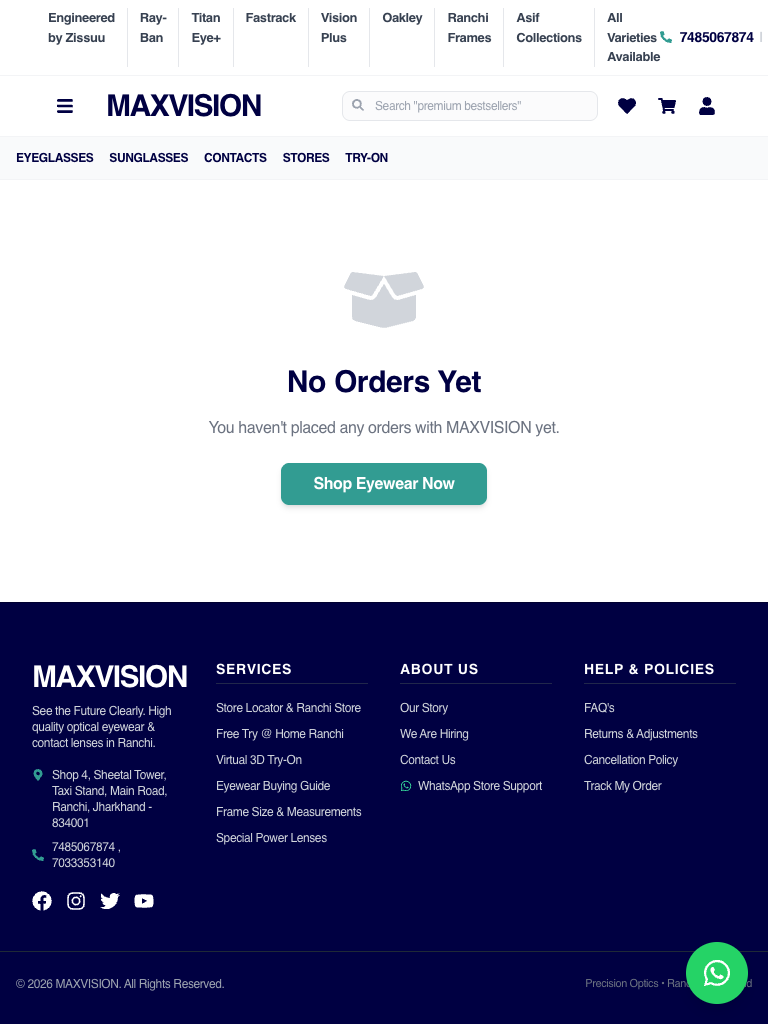 Engineered by Zissuu
Ray-Ban
Titan Eye+
Fastrack
Vision Plus
Oakley
Ranchi Frames
Asif Collections
All Varieties Available
7485067874
MAXVISION
Search "premium bestsellers"
EYEGLASSES
SUNGLASSES
CONTACTS
STORES
TRY-ON
No Orders Yet
You haven't placed any orders with MAXVISION yet.
Shop Eyewear Now
MAXVISION
See the Future Clearly. High
quality optical eyewear &
contact lenses in Ranchi.
Shop 4, Sheetal Tower,
Taxi Stand, Main Road,
Ranchi, Jharkhand -
834001
7485067874 ,
7033353140
SERVICES
Store Locator & Ranchi Store
Free Try @ Home Ranchi
Virtual 3D Try-On
Eyewear Buying Guide
Frame Size & Measurements
Special Power Lenses
ABOUT US
Our Story
We Are Hiring
Contact Us
WhatsApp Store Support
HELP & POLICIES
FAQ's
Returns & Adjustments
Cancellation Policy
Track My Order
© 2026 MAXVISION. All Rights Reserved.
Precision Optics •